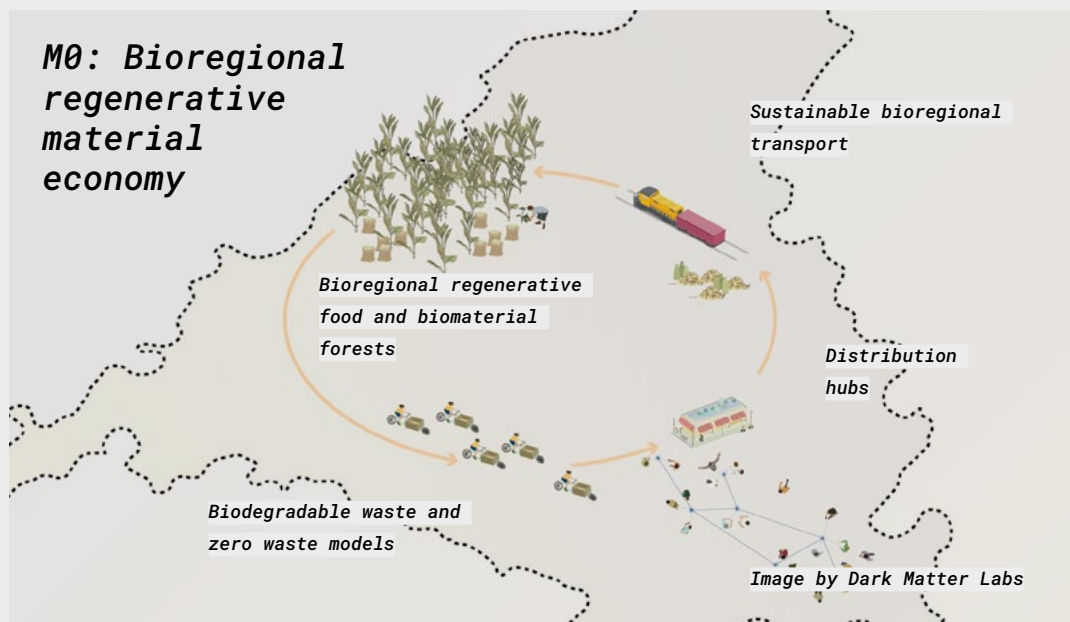 M0: Bioregional
regenerative
material
economy
Sustainable bioregional
transport
Bioregional regenerative
food and biomaterial
forests
Distribution
hubs
Biodegradable waste and
zero waste models
Image by Dark Matter Labs